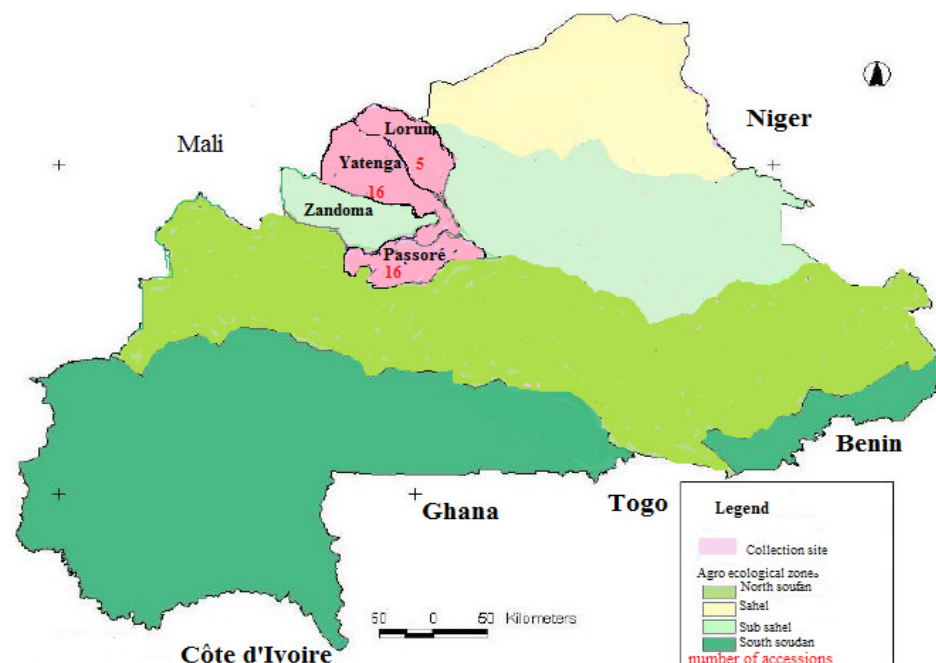 Niger
Mali
Lorum
Yatenga
5
16
Zandoma
Passoré
16
Benin
Ghana
Togo
Legend
Collection site
Agro ecological zones
North soufan
Sahel
Sub sahel
South soudan
number of accessions
50 0 50 Kilometers
Côte d'Ivoire